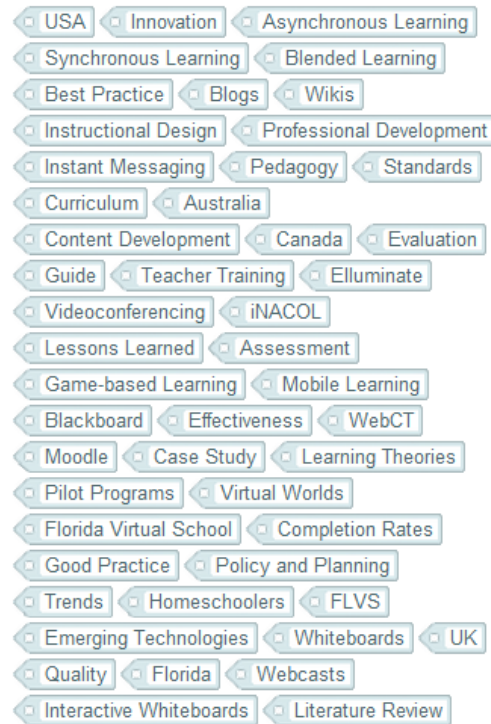 USA Innovation Asynchronous Learning
Synchronous Learning Blended Learning
Best Practice Blogs Wikis
Instructional Design Professional Development
Instant Messaging Pedagogy Standards
Curriculum Australia
Content Development Canada Evaluation
Guide Teacher Training Elluminate
Videoconferencing iNACOL
Lessons Learned Assessment
Game-based Learning Mobile Learning
Blackboard Effectiveness WebCT
Moodle Case Study Learning Theories
Pilot Programs Virtual Worlds
Florida Virtual School Completion Rates
Good Practice Policy and Planning
Trends Homeschoolers FLVS
Emerging Technologies Whiteboards UK
Quality Florida Webcasts
Interactive Whiteboards Literature Review